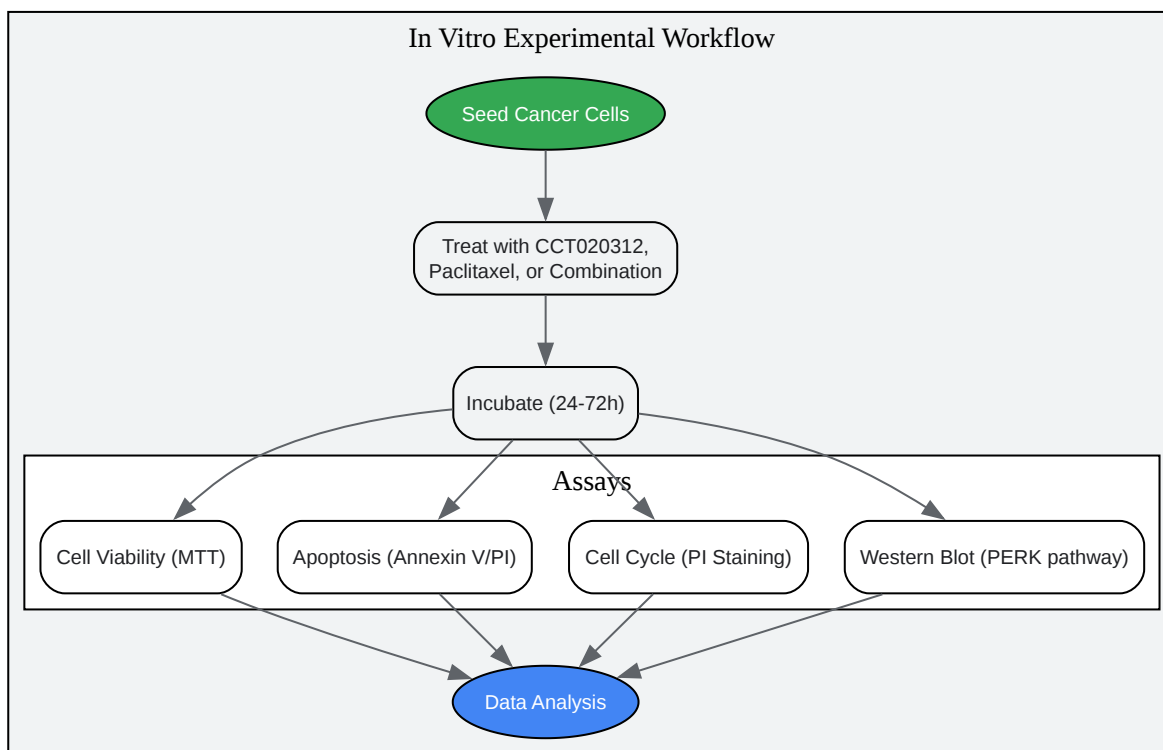 In Vitro Experimental Workflow
Seed Cancer Cells
Treat with CCT020312,
Paclitaxel, or Combination
Incubate (24-72h)
Assays
Cell Viability (MTT)
Apoptosis (Annexin V/PI)
Cell Cycle (PI Staining)
Western Blot (PERK pathway)
Data Analysis